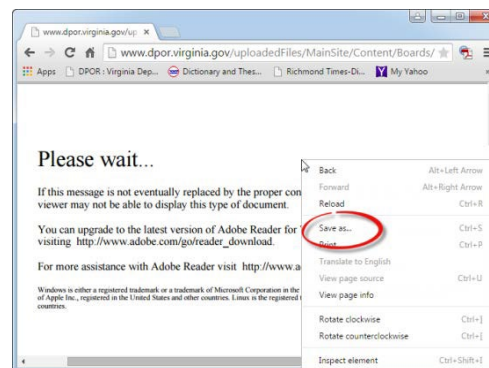 www.dpor.virginia.gov/up ×
www.dpor.virginia.gov/uploadedFiles/MainSite/Content/Boards/
Apps DPOR : Virginia Dep... Dictionary and Thes... Richmond Times-Di... My Yahoo
Please wait...
If this message is not eventually replaced by the proper con
viewer may not be able to display this type of document.
You can upgrade to the latest version of Adobe Reader for
visiting http://www.adobe.com/go/reader_download.
For more assistance with Adobe Reader visit http://www.a
Windows is either a registered trademark or a trademark of Microsoft Corporation in the
of Apple Inc., registered in the United States and other countries. Linux is the registered
countries.
Back Alt+Left Arrow
Forward Alt+Right Arrow
Reload Ctrl+R
Save as... Ctrl+S
Print... Ctrl+P
Translate to English
View page source Ctrl+U
View page info
Rotate clockwise Ctrl+]
Rotate counterclockwise Ctrl+[
Inspect element Ctrl+Shift+I